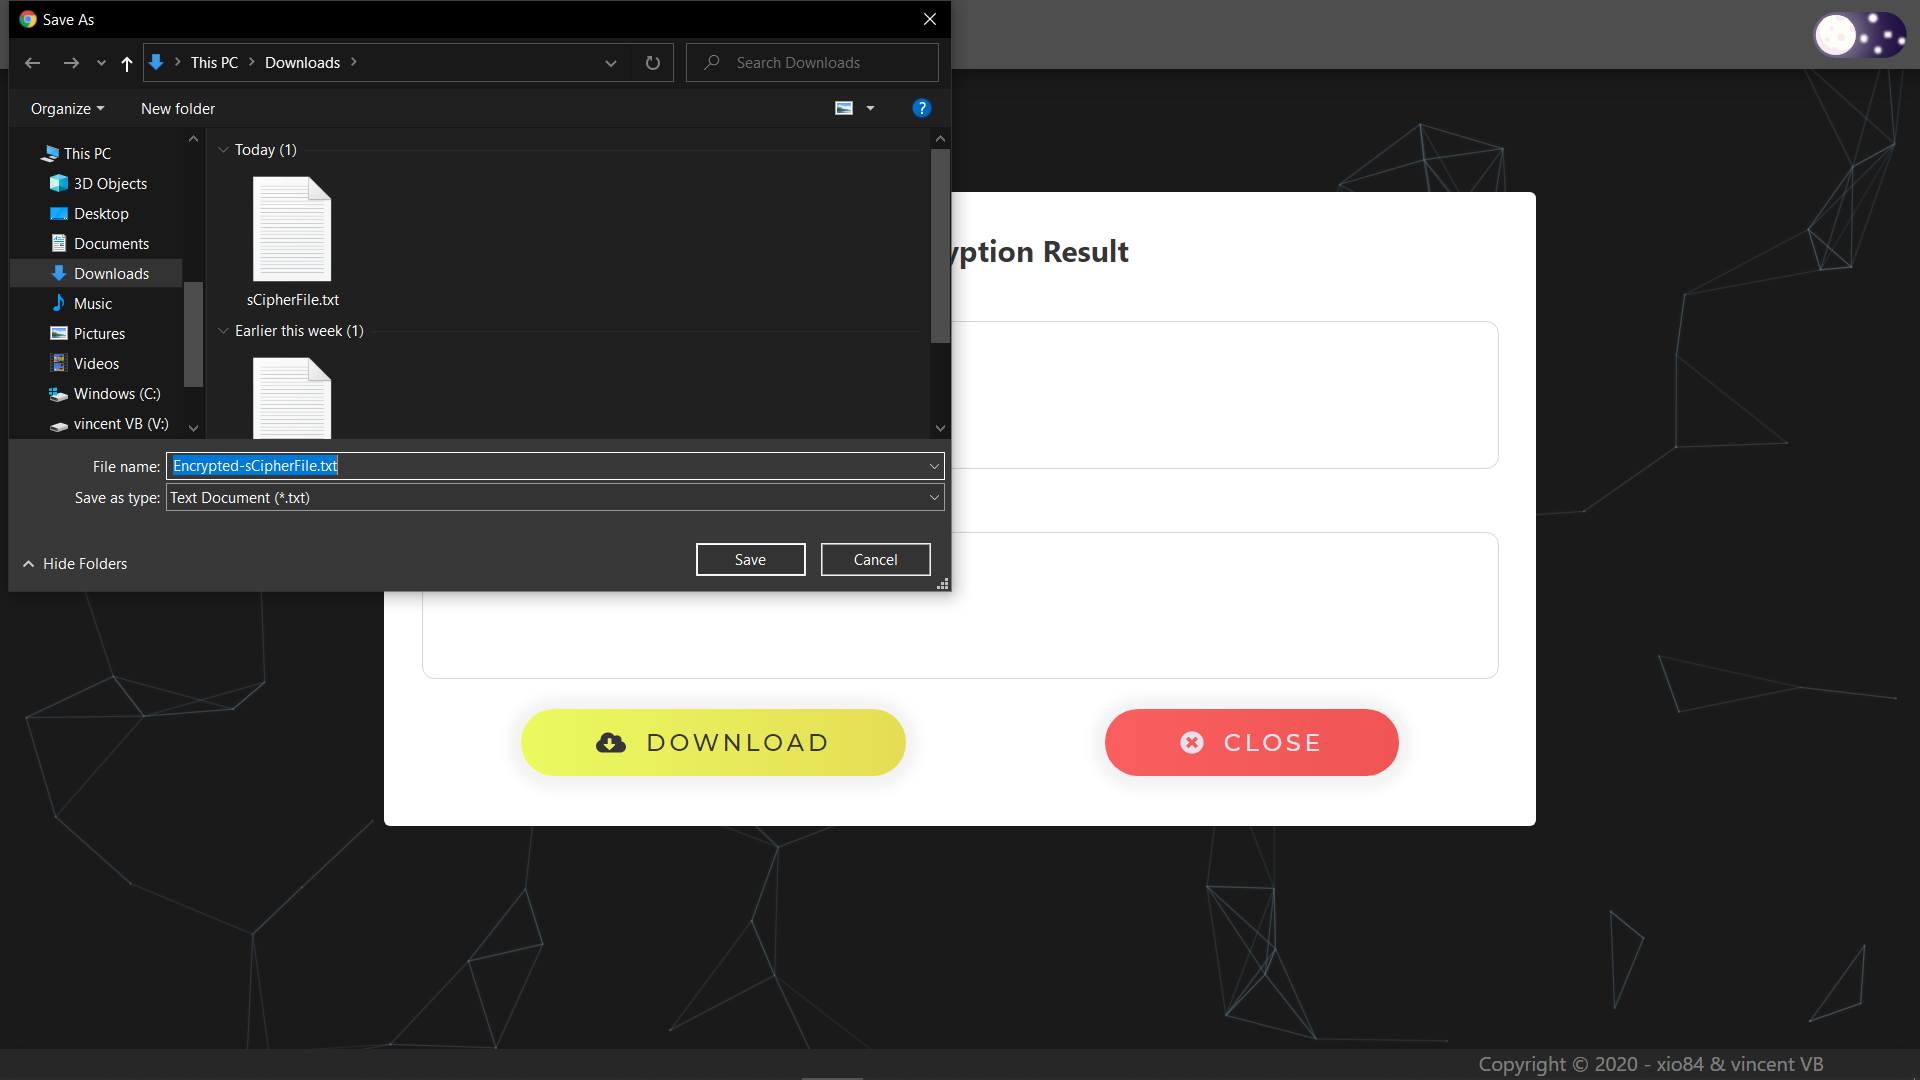 Save As
This PC
Downloads
Search Downloads
Organize
New folder
?
This PC
3D Objects
Desktop
Documents
Downloads
Music
Pictures
Videos
Windows (C:)
vincent VB (V:)
Today (1)
sCipherFile.txt
Earlier this week (1)
File name: Encrypted-sCipherFile.txt
Save as type: Text Document (*.txt)
Hide Folders
Save
Cancel
yption Result
DOWNLOAD
CLOSE
Copyright © 2020 - xio84 & vincent VB